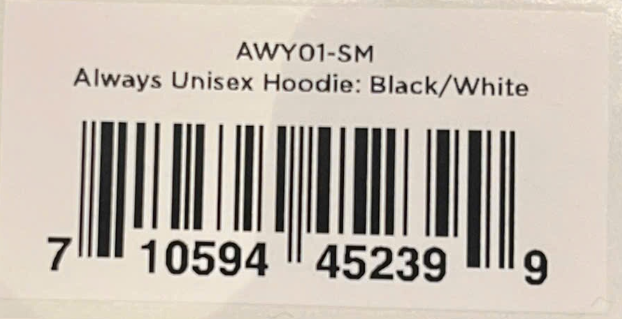 AWY01-SM
Always Unisex Hoodie: Black/White
7 10594 45239 9